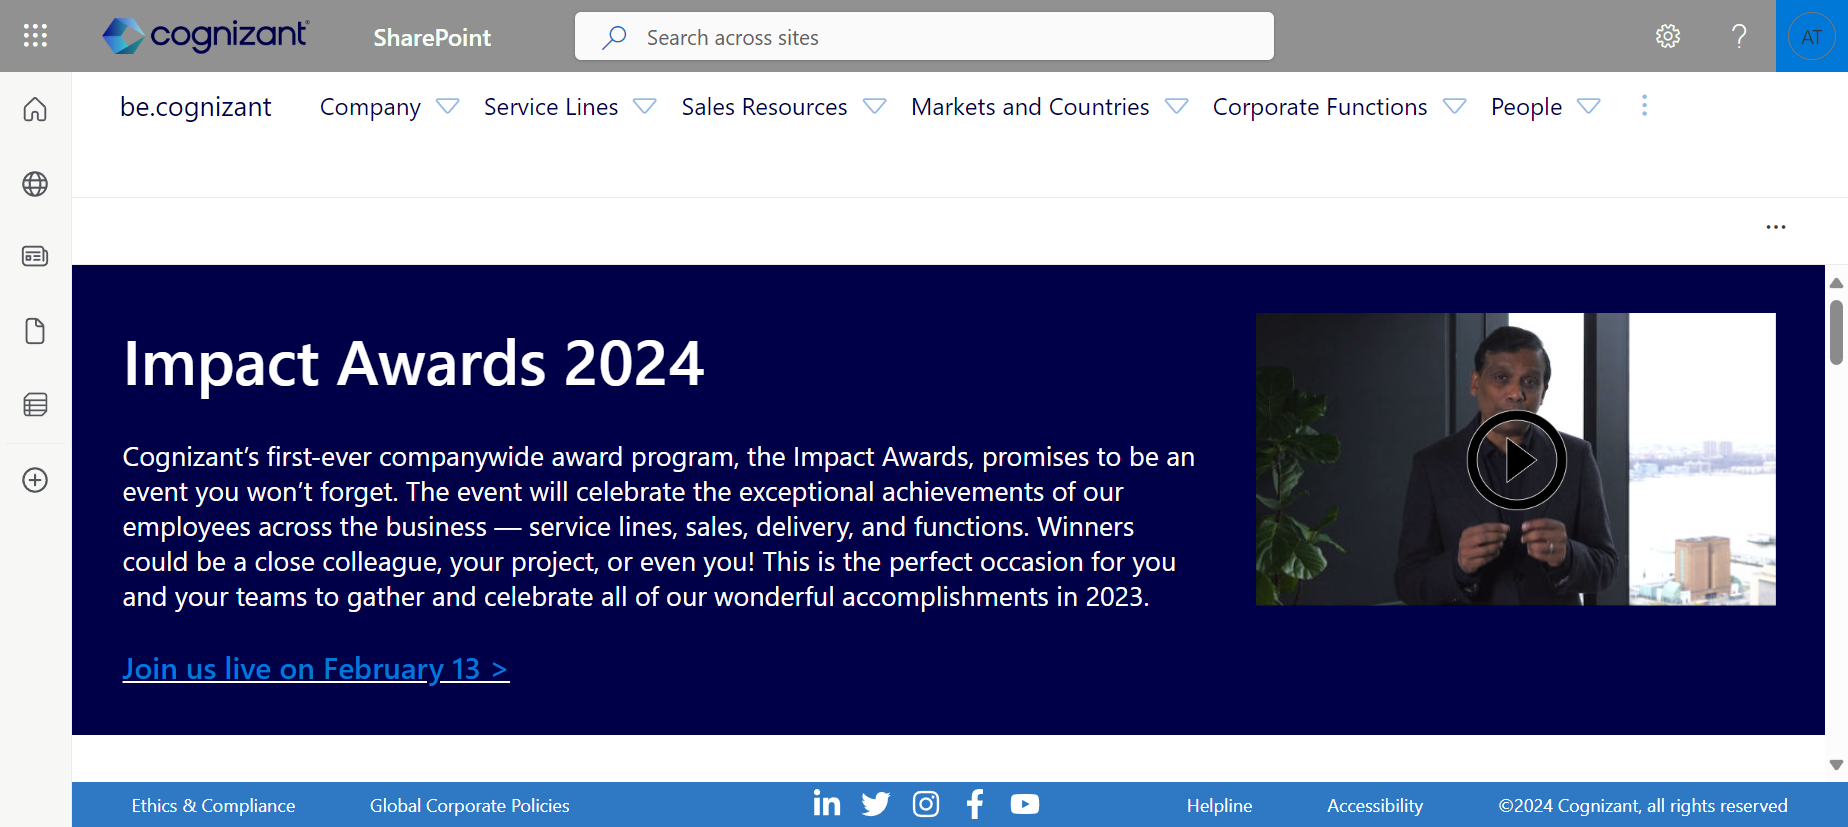 cognizant
SharePoint
Search across sites
?
AT
be.cognizant
Company
Service Lines
Sales Resources
Markets and Countries
Corporate Functions
People
Impact Awards 2024
Cognizant’s first-ever companywide award program, the Impact Awards, promises to be an
event you won’t forget. The event will celebrate the exceptional achievements of our
employees across the business — service lines, sales, delivery, and functions. Winners
could be a close colleague, your project, or even you! This is the perfect occasion for you
and your teams to gather and celebrate all of our wonderful accomplishments in 2023.
Join us live on February 13 >
Ethics & Compliance
Global Corporate Policies
Helpline
Accessibility
©2024 Cognizant, all rights reserved